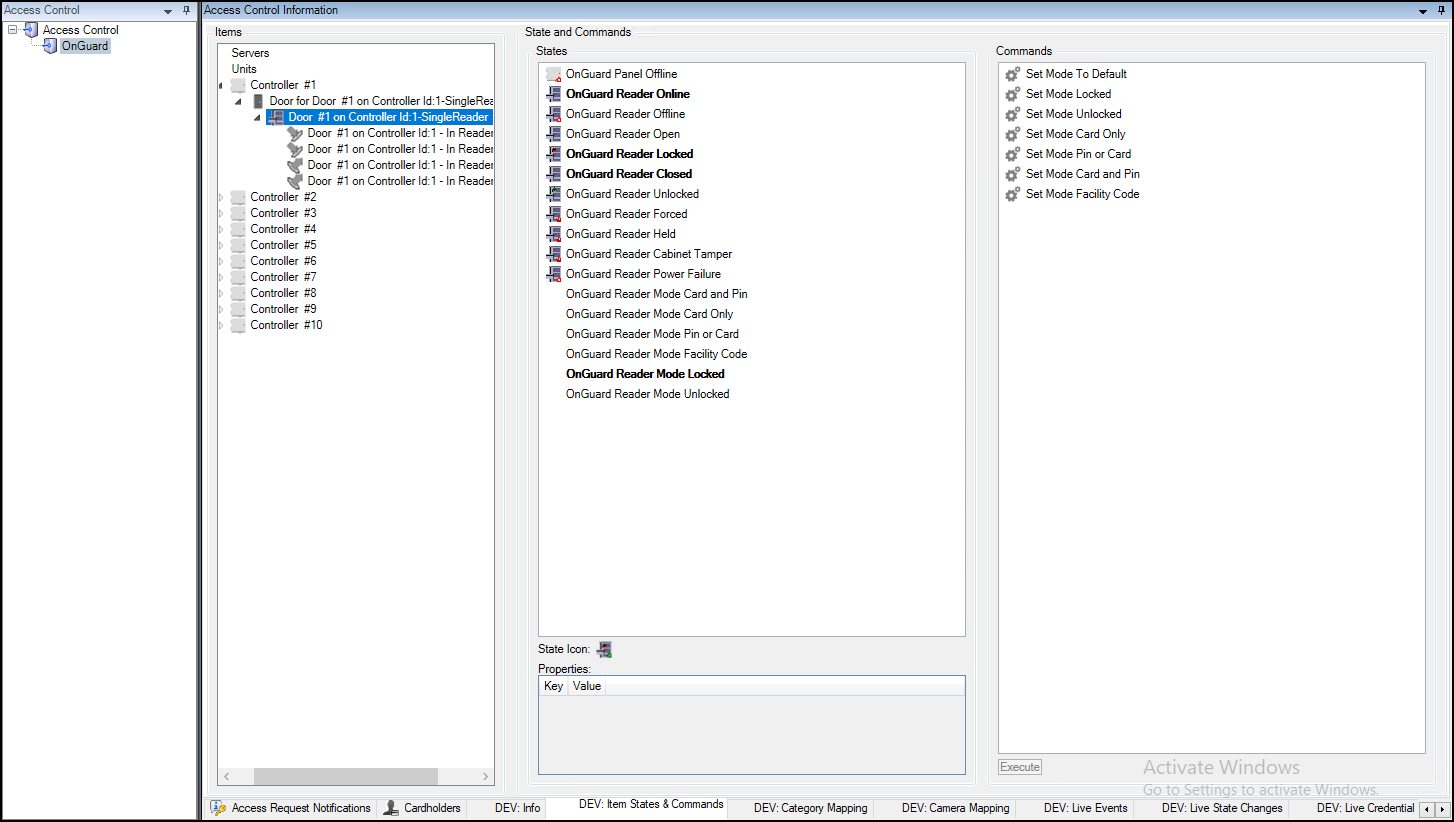 Access Control
Access Control
OnGuard
Access Control Information
Items
Servers
Units
Controller #1
Door for Door #1 on Controller Id:1-SingleRea
Door #1 on Controller Id:1-SingleReader
Door #1 on Controller Id:1 - In Reader
Door #1 on Controller Id:1 - In Reader
Door #1 on Controller Id:1 - In Reader
Door #1 on Controller Id:1 - In Reader
Controller #2
Controller #3
Controller #4
Controller #5
Controller #6
Controller #7
Controller #8
Controller #9
Controller #10
State and Commands
States
OnGuard Panel Offline
OnGuard Reader Online
OnGuard Reader Offline
OnGuard Reader Open
OnGuard Reader Locked
OnGuard Reader Closed
OnGuard Reader Unlocked
OnGuard Reader Forced
OnGuard Reader Held
OnGuard Reader Cabinet Tamper
OnGuard Reader Power Failure
OnGuard Reader Mode Card and Pin
OnGuard Reader Mode Card Only
OnGuard Reader Mode Pin or Card
OnGuard Reader Mode Facility Code
OnGuard Reader Mode Locked
OnGuard Reader Mode Unlocked
State Icon:
Properties:
Key Value
Commands
Set Mode To Default
Set Mode Locked
Set Mode Unlocked
Set Mode Card Only
Set Mode Pin or Card
Set Mode Card and Pin
Set Mode Facility Code
Execute
Activate Windows
Go to Settings to activate Windows.
Access Request Notifications Cardholders DEV: Info DEV: Item States & Commands DEV: Category Mapping DEV: Camera Mapping DEV: Live Events DEV: Live State Changes DEV: Live Credential